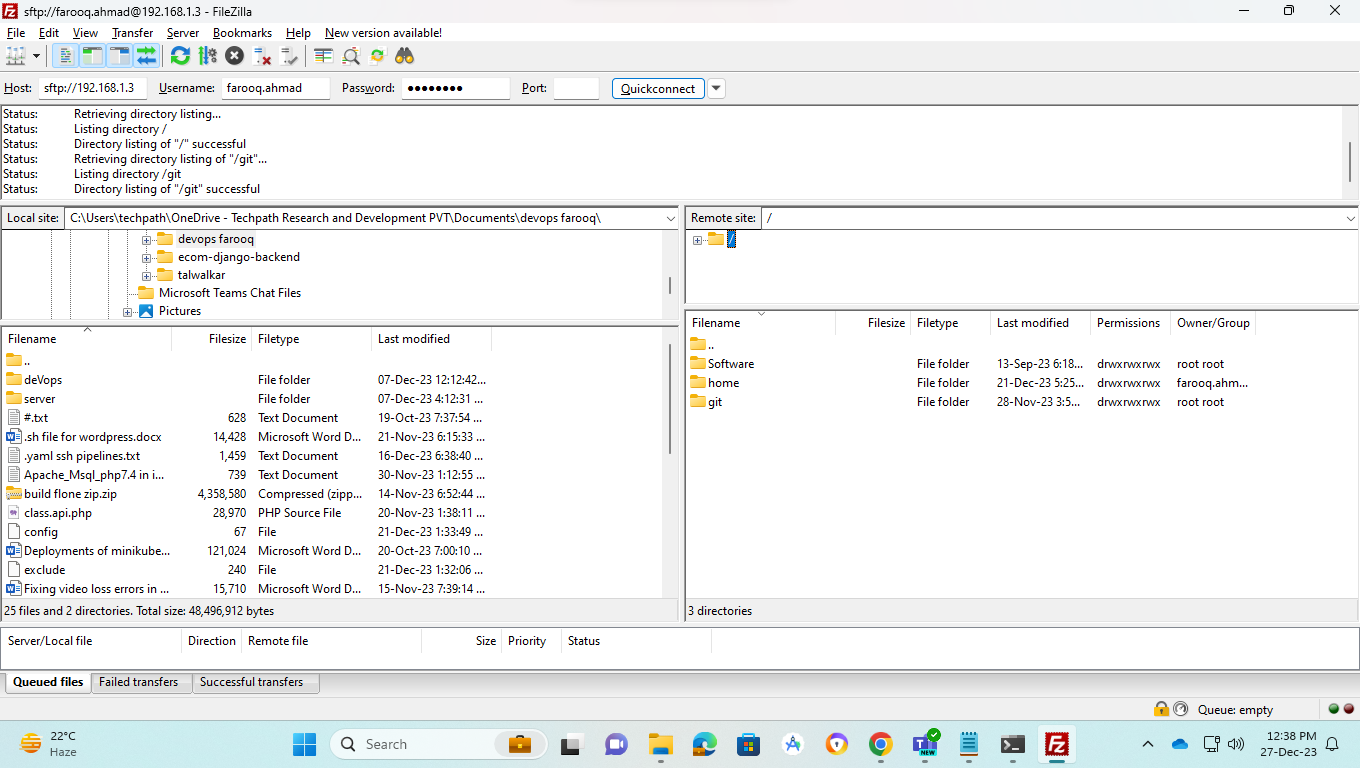 sftp://farooq.ahmad@192.168.1.3 - FileZilla
File Edit View Transfer Server Bookmarks Help New version available!
Host: sftp://192.168.1.3 Username: farooq.ahmad Password: ●●●●●●●● Port: Quickconnect
Status: Retrieving directory listing...
Status: Listing directory /
Status: Directory listing of "/" successful
Status: Retrieving directory listing of "/git"...
Status: Listing directory /git
Status: Directory listing of "/git" successful
Local site: C:\Users\techpath\OneDrive - Techpath Research and Development PVT\Documents\devops farooq\
devops farooq
ecom-django-backend
talwalkar
Microsoft Teams Chat Files
Pictures
Filename Filesize Filetype Last modified
..
deVops File folder 07-Dec-23 12:12:42...
server File folder 07-Dec-23 4:12:31 ...
#.txt 628 Text Document 19-Oct-23 7:37:54 ...
.sh file for wordpress.docx 14,428 Microsoft Word D... 21-Nov-23 6:15:33 ...
.yaml ssh pipelines.txt 1,459 Text Document 16-Dec-23 6:38:40 ...
Apache_Msql_php7.4 in i... 739 Text Document 30-Nov-23 1:12:55 ...
build flone zip.zip 4,358,580 Compressed (zipp... 14-Nov-23 6:52:44 ...
class.api.php 28,970 PHP Source File 20-Nov-23 1:38:11 ...
config 67 File 21-Dec-23 1:33:49 ...
Deployments of minikube... 121,024 Microsoft Word D... 20-Oct-23 7:00:10 ...
exclude 240 File 21-Dec-23 1:32:06 ...
Fixing video loss errors in ... 15,710 Microsoft Word D... 15-Nov-23 7:39:14 ...
25 files and 2 directories. Total size: 48,496,912 bytes
Remote site: /
/
Filename Filesize Filetype Last modified Permissions Owner/Group
..
Software File folder 13-Sep-23 6:18... drwxrwxrwx root root
home File folder 21-Dec-23 5:25... drwxrwxrwx farooq.ahm...
git File folder 28-Nov-23 3:5... drwxrwxrwx root root
3 directories
Server/Local file Direction Remote file Size Priority Status
Queued files Failed transfers Successful transfers
Queue: empty
22°C
Haze
Search
NEW
12:38 PM
27-Dec-23